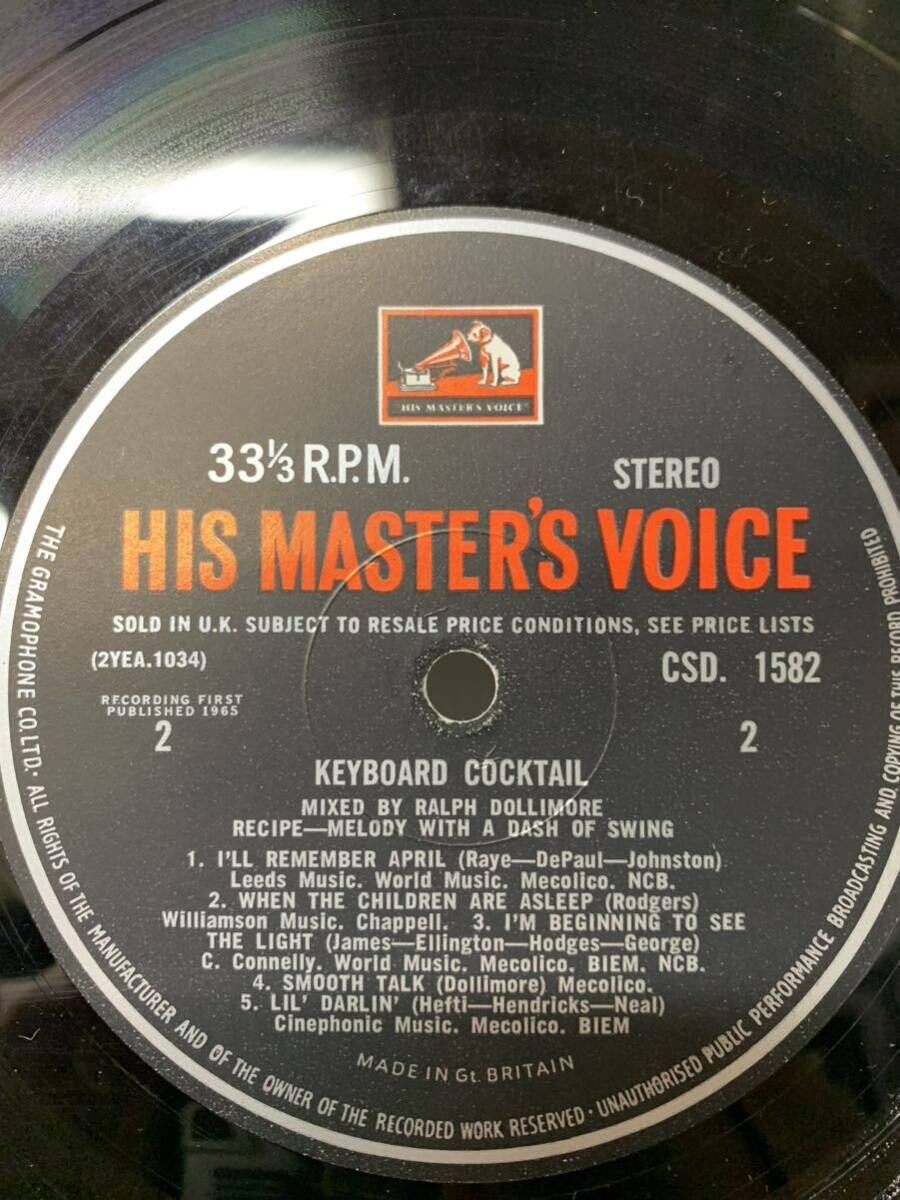 HIS MASTER'S VOICE
33⅓ R.P.M.
STEREO
HIS MASTER'S VOICE
SOLD IN U.K. SUBJECT TO RESALE PRICE CONDITIONS, SEE PRICE LISTS
(2YEA.1034)
CSD. 1582
RECORDING FIRST
PUBLISHED 1965
2
2
KEYBOARD COCKTAIL
MIXED BY RALPH DOLLIMORE
RECIPE—MELODY WITH A DASH OF SWING
1. I'LL REMEMBER APRIL (Raye—DePaul—Johnston)
Leeds Music. World Music. Mecolico. NCB.
2. WHEN THE CHILDREN ARE ASLEEP (Rodgers)
Williamson Music. Chappell. 3. I'M BEGINNING TO SEE
THE LIGHT (James—Ellington—Hodges—George)
C. Connelly. World Music. Mecolico. BIEM. NCB.
4. SMOOTH TALK (Dollimore) Mecolico.
5. LIL' DARLIN' (Hefti—Hendricks—Neal)
Cinephonic Music. Mecolico. BIEM
MADE IN Gt. BRITAIN
THE GRAMOPHONE CO. LTD. · ALL RIGHTS OF THE MANUFACTURER AND OF THE OWNER OF THE RECORDED WORK RESERVED · UNAUTHORISED PUBLIC PERFORMANCE BROADCASTING AND COPYING OF THIS RECORD PROHIBITED